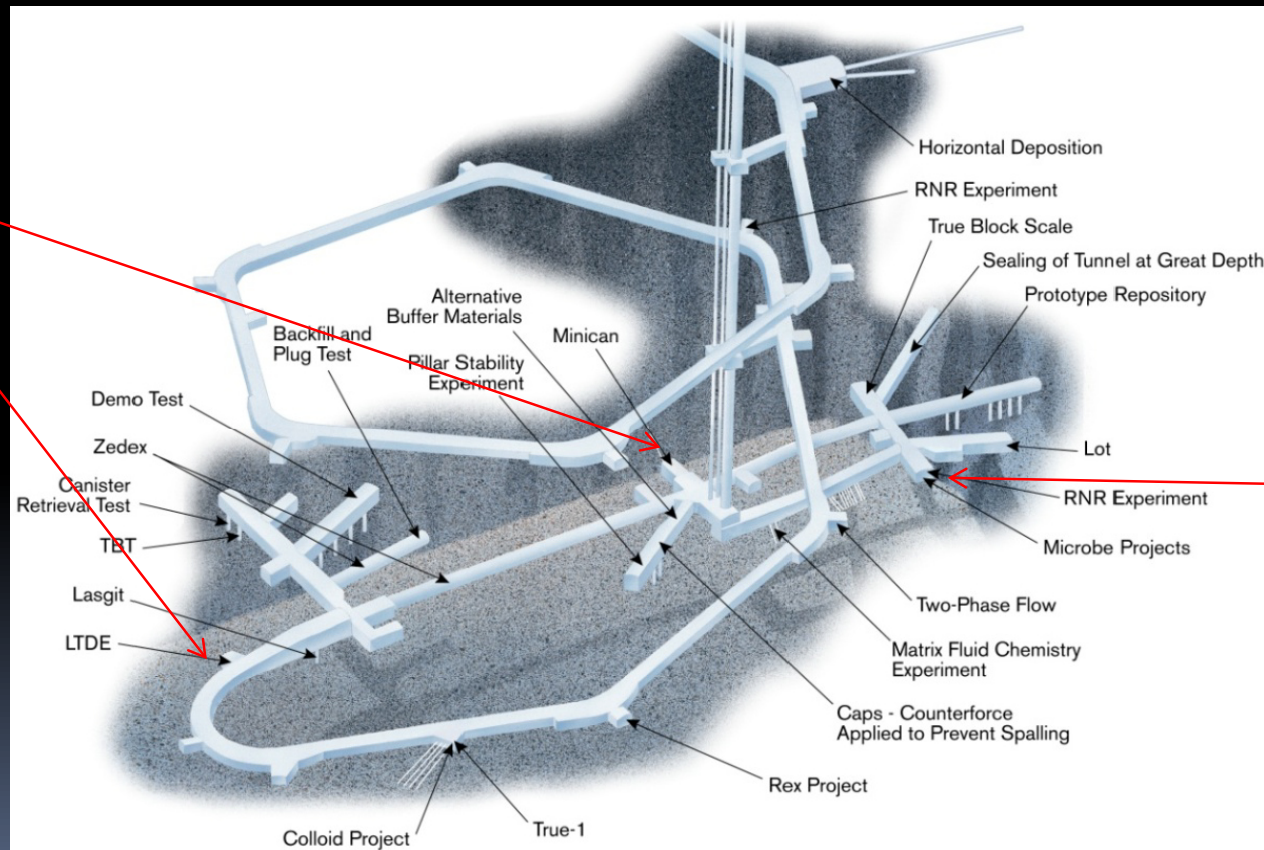 Horizontal Deposition
RNR Experiment
True Block Scale
Sealing of Tunnel at Great Depth
Prototype Repository
Alternative
Buffer Materials
Minican
Backfill and
Plug Test
Pillar Stability
Experiment
Demo Test
Zedex
Canister
Retrieval Test
TBT
Lasgit
LTDE
Lot
RNR Experiment
Microbe Projects
Two-Phase Flow
Matrix Fluid Chemistry
Experiment
Caps - Counterforce
Applied to Prevent Spalling
Rex Project
True-1
Colloid Project